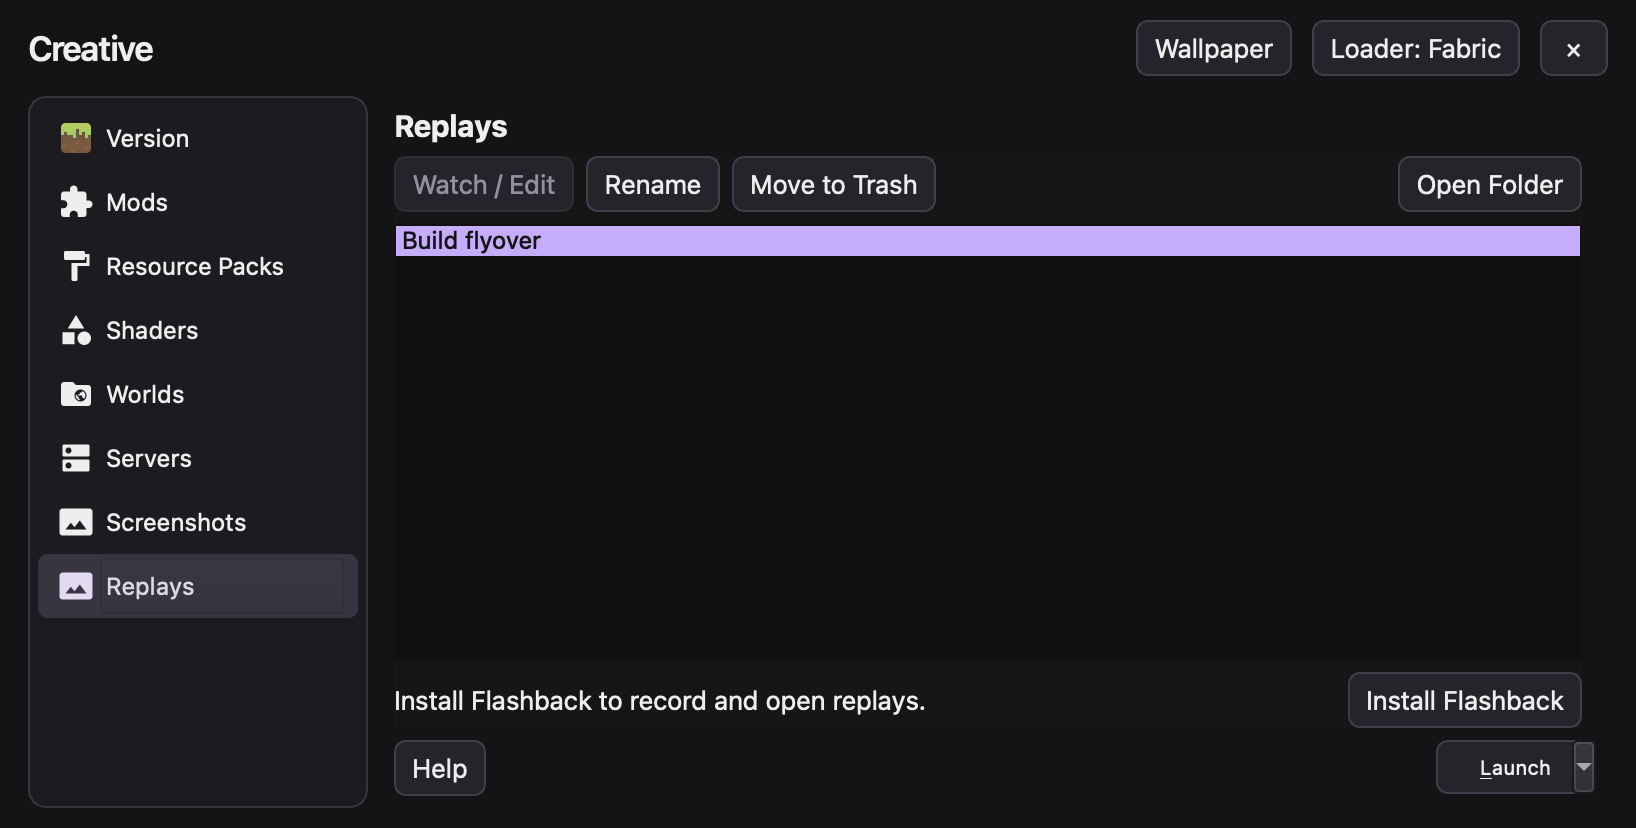 Creative
Wallpaper
Loader: Fabric
×
Version
Mods
Resource Packs
Shaders
Worlds
Servers
Screenshots
Replays
Replays
Watch / Edit
Rename
Move to Trash
Open Folder
Build flyover
Install Flashback to record and open replays.
Install Flashback
Help
Launch